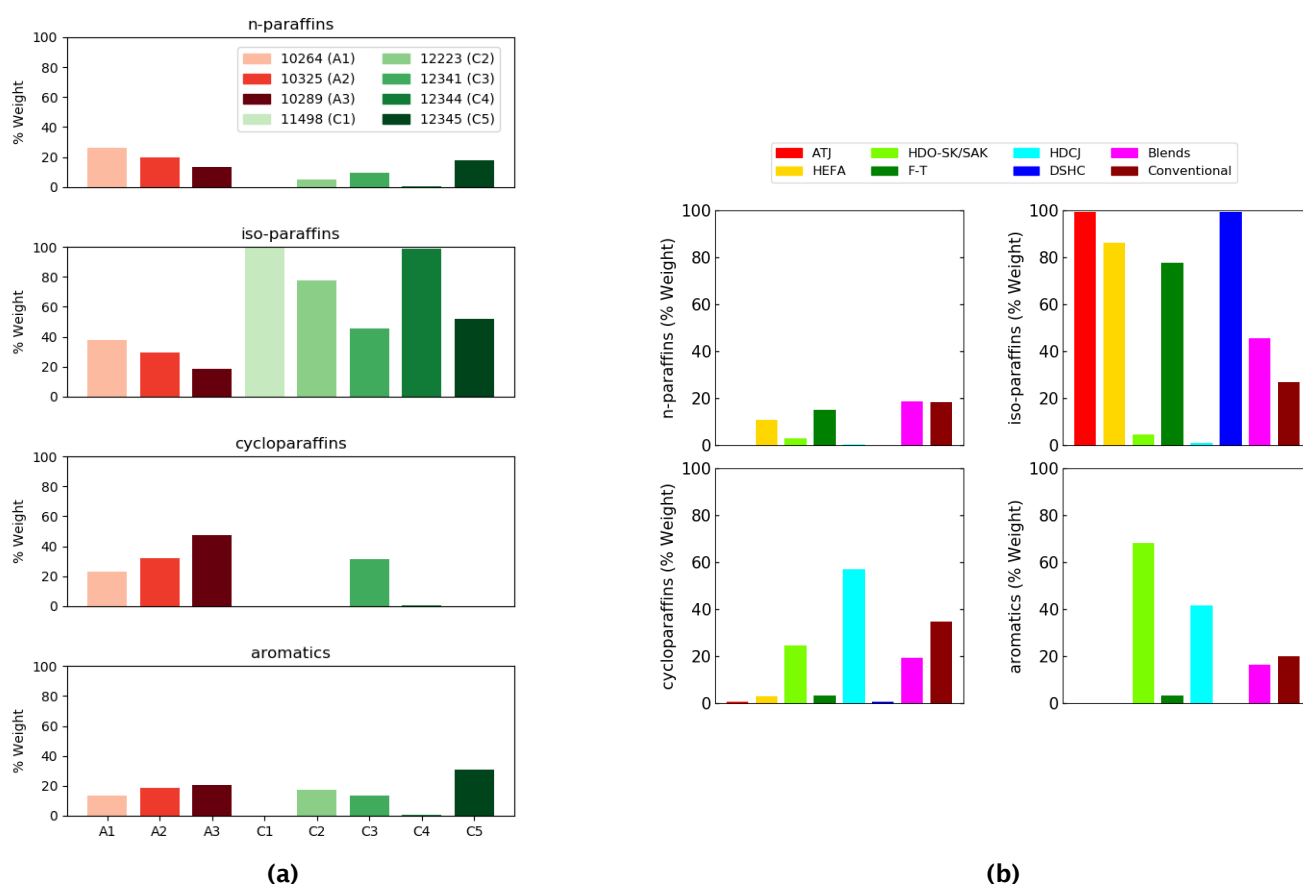 n-paraffins
% Weight
100
80
60
40
20
0
10264 (A1)
10325 (A2)
10289 (A3)
11498 (C1)
12223 (C2)
12341 (C3)
12344 (C4)
12345 (C5)
iso-paraffins
% Weight
100
80
60
40
20
0
cycloparaffins
% Weight
100
80
60
40
20
0
aromatics
% Weight
100
80
60
40
20
0
A1 A2 A3 C1 C2 C3 C4 C5
(a)
ATJ HDO-SK/SAK HDCJ Blends
HEFA F-T DSHC Conventional
n-paraffins (% Weight)
100
80
60
40
20
0
iso-paraffins (% Weight)
100
80
60
40
20
0
cycloparaffins (% Weight)
100
80
60
40
20
0
aromatics (% Weight)
100
80
60
40
20
0
(b)